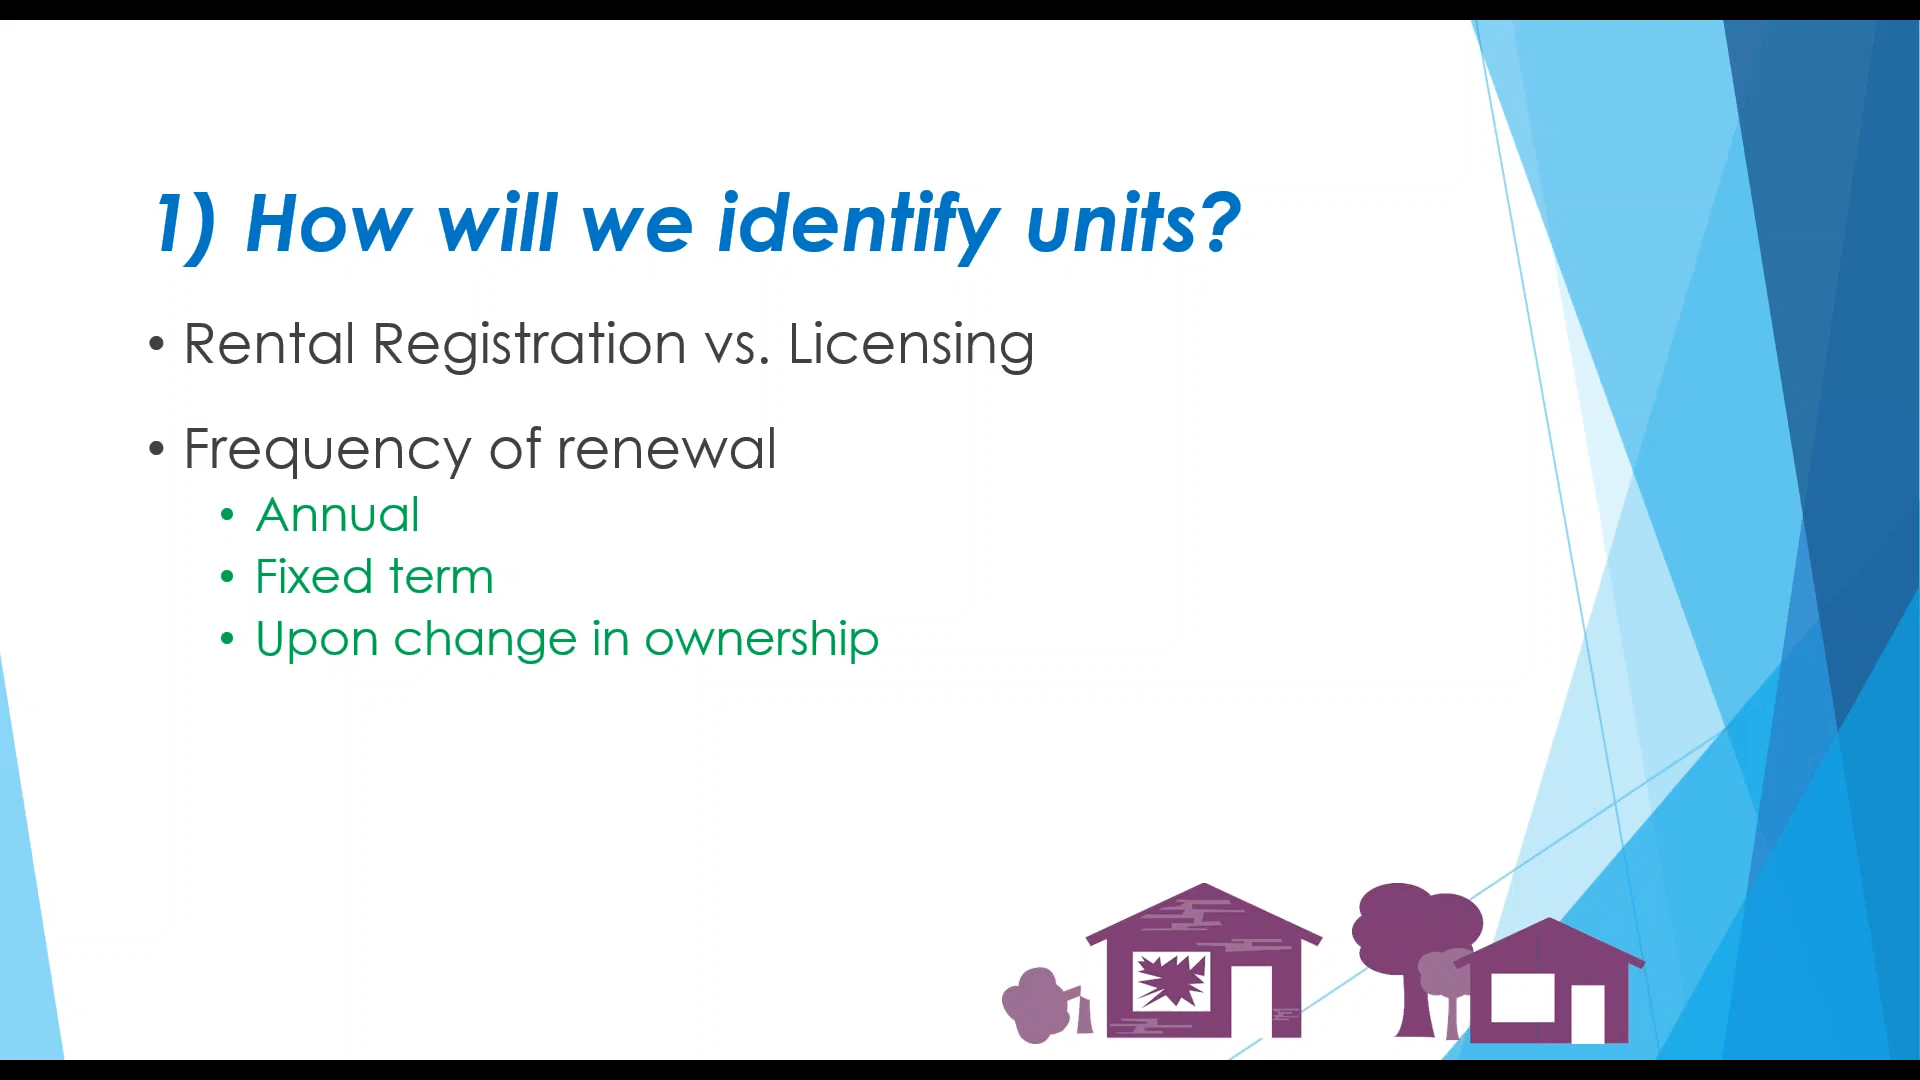 1) How will we identify units?
• Rental Registration vs. Licensing
• Frequency of renewal
• Annual
• Fixed term
• Upon change in ownership